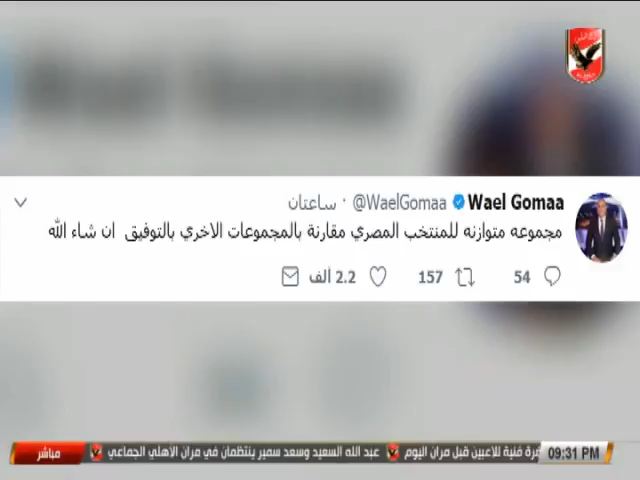 Wael Gomaa @WaelGomaa · ساعتان
مجموعه متوازنه للمنتخب المصري مقارنة بالمجموعات الاخري بالتوفيق ان شاء الله
54 157 2.2 ألف
09:31 PM فنية للاعبين قبل مران اليوم عبد الله السعيد وسعد سمير ينتظمان في مران الأهلي الجماعي مباشر